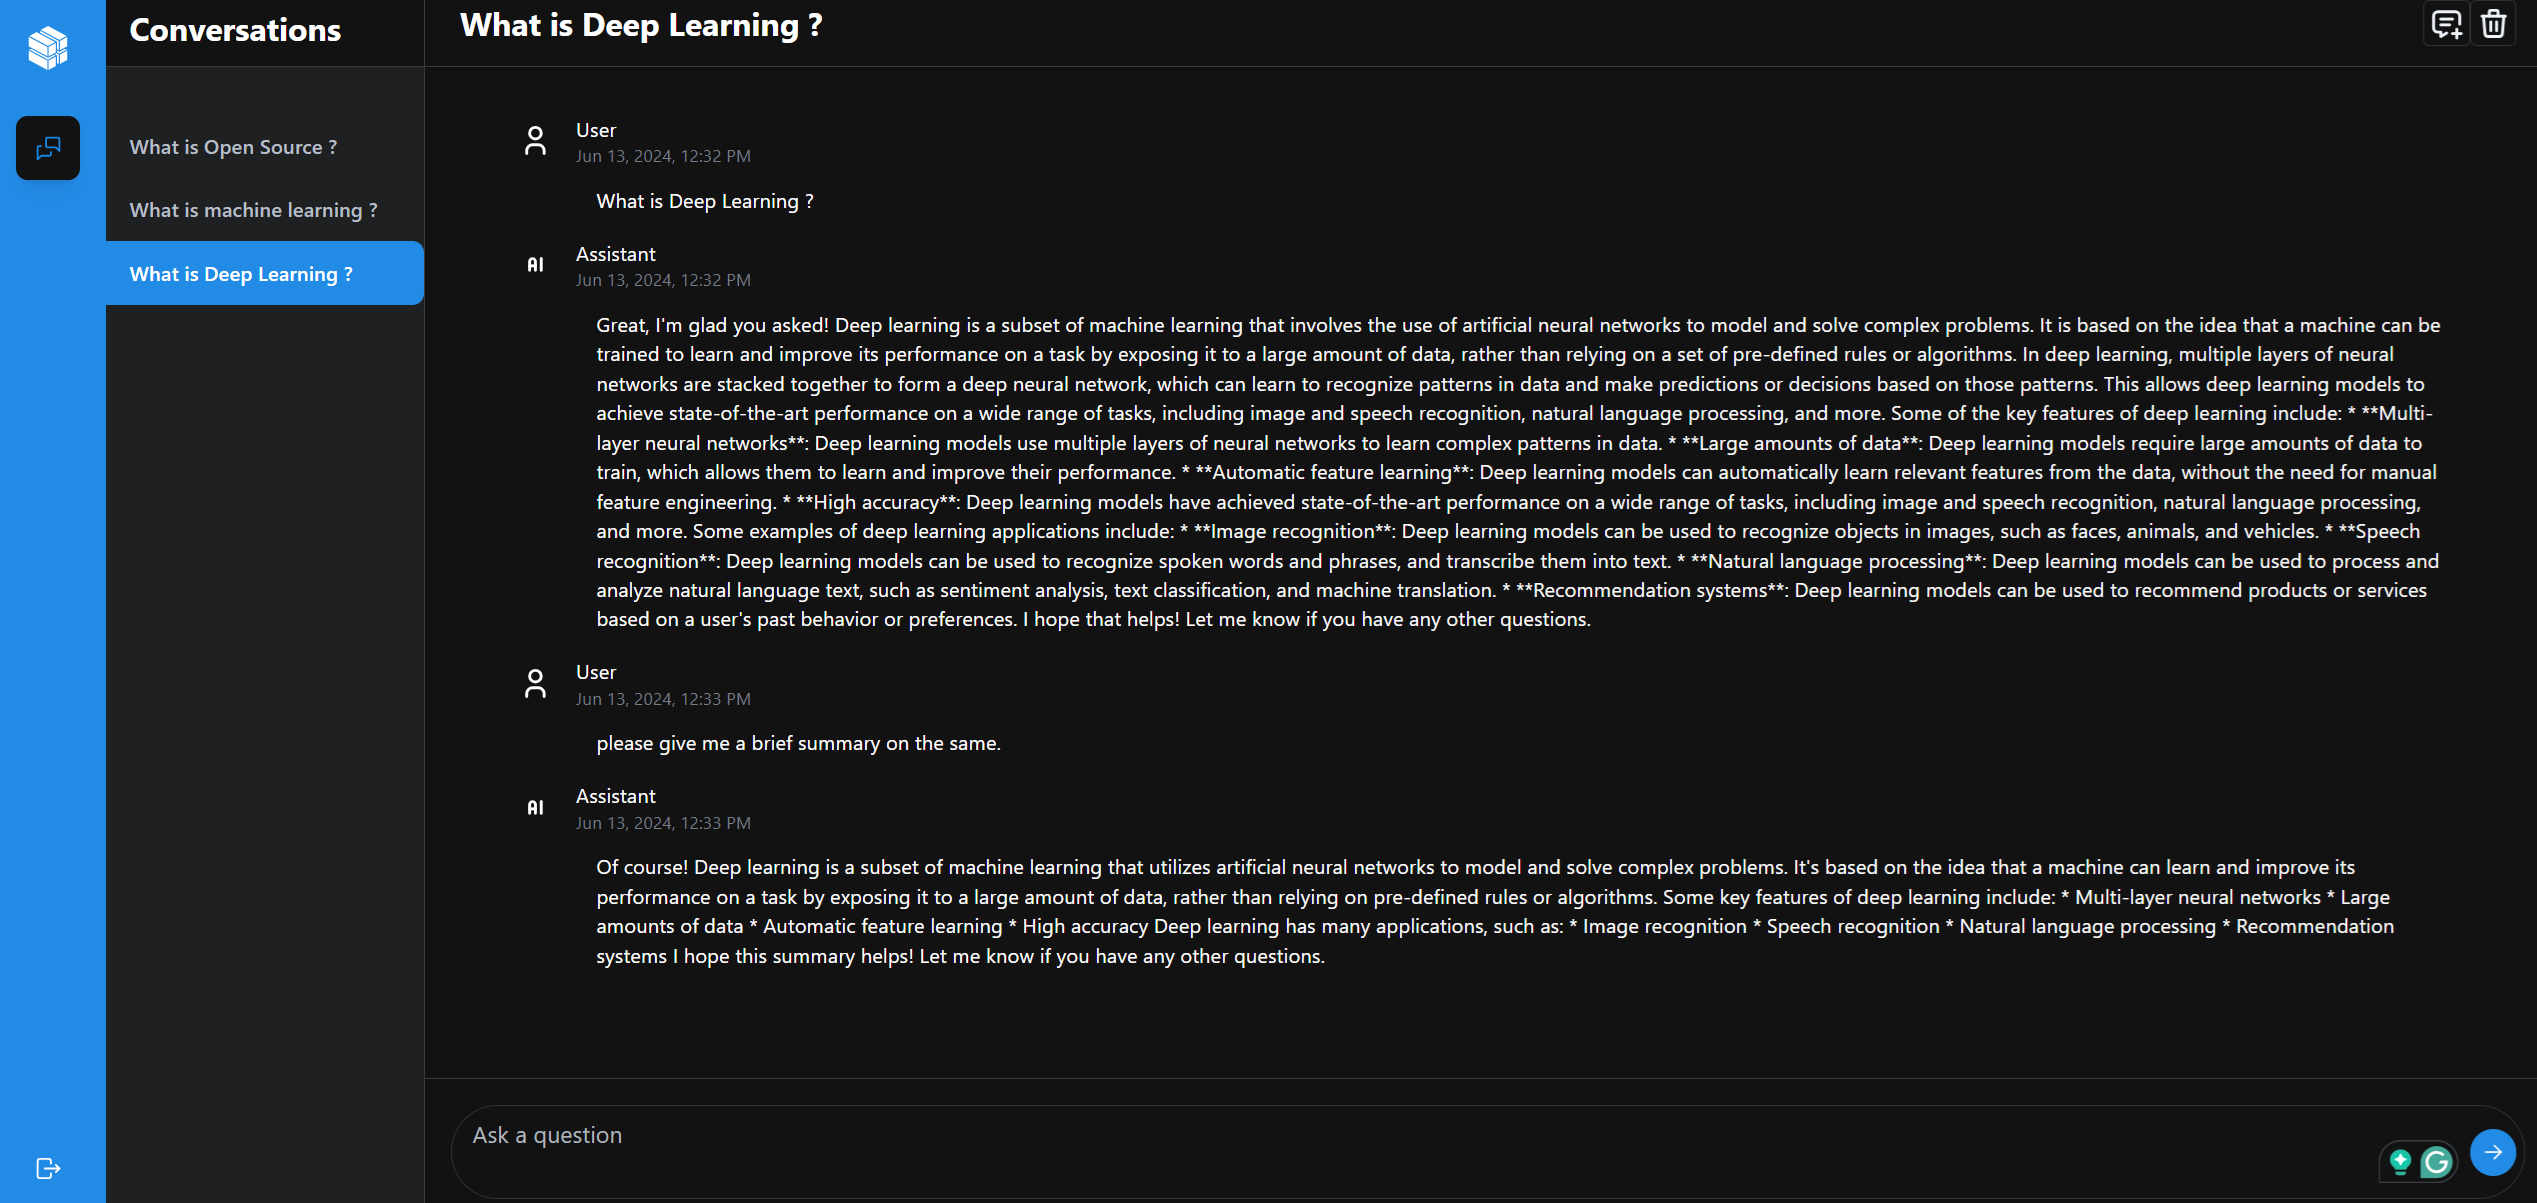 Conversations
What is Open Source ?
What is machine learning ?
What is Deep Learning ?
What is Deep Learning ?
User
Jun 13, 2024, 12:32 PM
What is Deep Learning ?
AI
Assistant
Jun 13, 2024, 12:32 PM
Great, I'm glad you asked! Deep learning is a subset of machine learning that involves the use of artificial neural networks to model and solve complex problems. It is based on the idea that a machine can be
trained to learn and improve its performance on a task by exposing it to a large amount of data, rather than relying on a set of pre-defined rules or algorithms. In deep learning, multiple layers of neural
networks are stacked together to form a deep neural network, which can learn to recognize patterns in data and make predictions or decisions based on those patterns. This allows deep learning models to
achieve state-of-the-art performance on a wide range of tasks, including image and speech recognition, natural language processing, and more. Some of the key features of deep learning include: * **Multi-
layer neural networks**: Deep learning models use multiple layers of neural networks to learn complex patterns in data. * **Large amounts of data**: Deep learning models require large amounts of data to
train, which allows them to learn and improve their performance. * **Automatic feature learning**: Deep learning models can automatically learn relevant features from the data, without the need for manual
feature engineering. * **High accuracy**: Deep learning models have achieved state-of-the-art performance on a wide range of tasks, including image and speech recognition, natural language processing,
and more. Some examples of deep learning applications include: * **Image recognition**: Deep learning models can be used to recognize objects in images, such as faces, animals, and vehicles. * **Speech
recognition**: Deep learning models can be used to recognize spoken words and phrases, and transcribe them into text. * **Natural language processing**: Deep learning models can be used to process and
analyze natural language text, such as sentiment analysis, text classification, and machine translation. * **Recommendation systems**: Deep learning models can be used to recommend products or services
based on a user's past behavior or preferences. I hope that helps! Let me know if you have any other questions.
User
Jun 13, 2024, 12:33 PM
please give me a brief summary on the same.
AI
Assistant
Jun 13, 2024, 12:33 PM
Of course! Deep learning is a subset of machine learning that utilizes artificial neural networks to model and solve complex problems. It's based on the idea that a machine can learn and improve its
performance on a task by exposing it to a large amount of data, rather than relying on pre-defined rules or algorithms. Some key features of deep learning include: * Multi-layer neural networks * Large
amounts of data * Automatic feature learning * High accuracy Deep learning has many applications, such as: * Image recognition * Speech recognition * Natural language processing * Recommendation
systems I hope this summary helps! Let me know if you have any other questions.
Ask a question